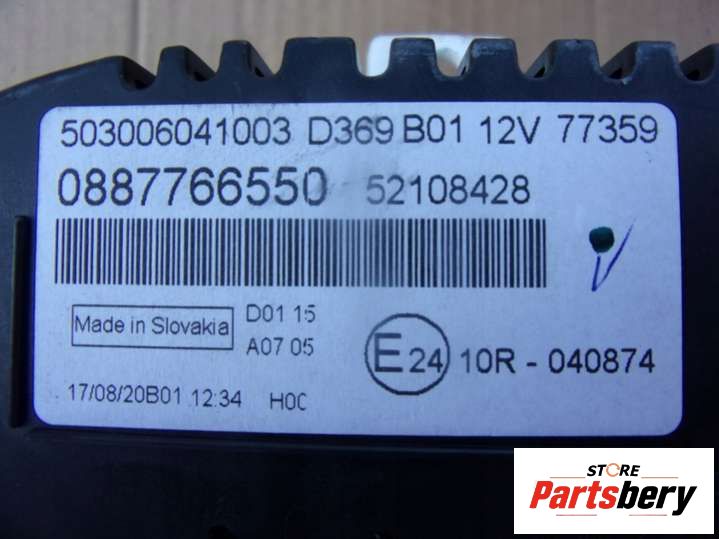 503006041003 D369 B01 12V 77359
0887766550 52108428
Made in Slovakia
D01 15
A07 05
E 24 10R - 040874
17/08/20B01 12:34 H0C
STORE
Partsbery